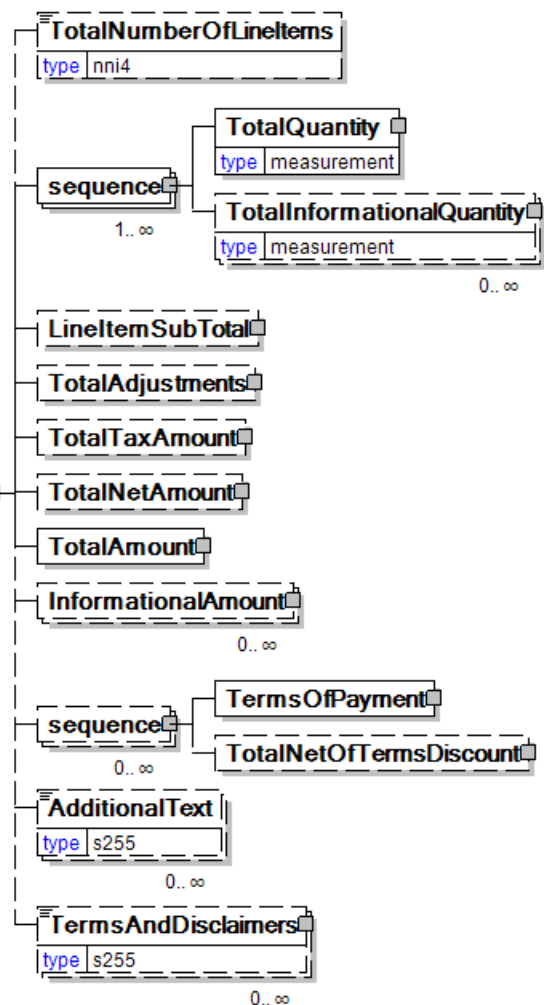 TotalNumberOfLineItems
type nni4
TotalQuantity
type measurement
sequence
1.. ∞
TotalInformationalQuantity
type measurement
0.. ∞
LineItemSubTotal
TotalAdjustments
TotalTaxAmount
TotalNetAmount
TotalAmount
InformationalAmount
0.. ∞
TermsOfPayment
sequence
0.. ∞
TotalNetOfTermsDiscount
AdditionalText
type s255
0.. ∞
TermsAndDisclaimers
type s255
0.. ∞